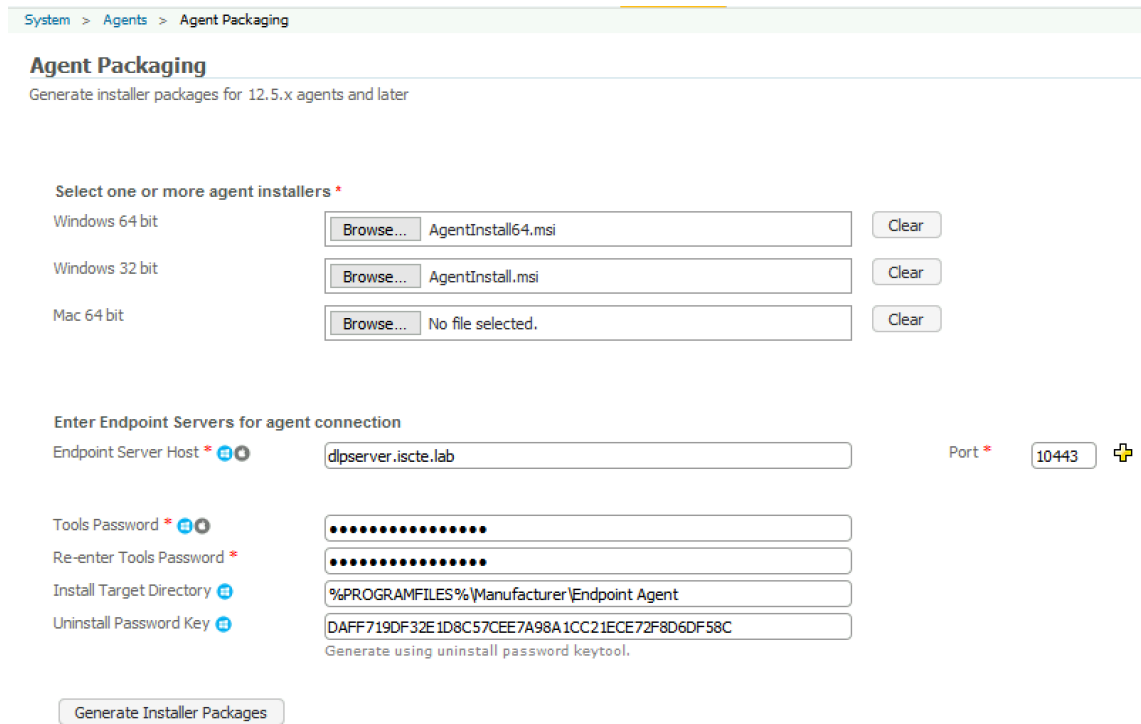 System > Agents > Agent Packaging
Agent Packaging
Generate installer packages for 12.5.x agents and later
Select one or more agent installers *
Windows 64 bit Browse... AgentInstall64.msi Clear
Windows 32 bit Browse... AgentInstall.msi Clear
Mac 64 bit Browse... No file selected. Clear
Enter Endpoint Servers for agent connection
Endpoint Server Host * dlpserver.iscte.lab Port * 10443
Tools Password * ●●●●●●●●●●●●●●●●
Re-enter Tools Password * ●●●●●●●●●●●●●●●●
Install Target Directory %PROGRAMFILES%\Manufacturer\Endpoint Agent
Uninstall Password Key DAFF719DF32E1D8C57CEE7A98A1CC21ECE72F8D6DF58C
Generate using uninstall password keytool.
Generate Installer Packages